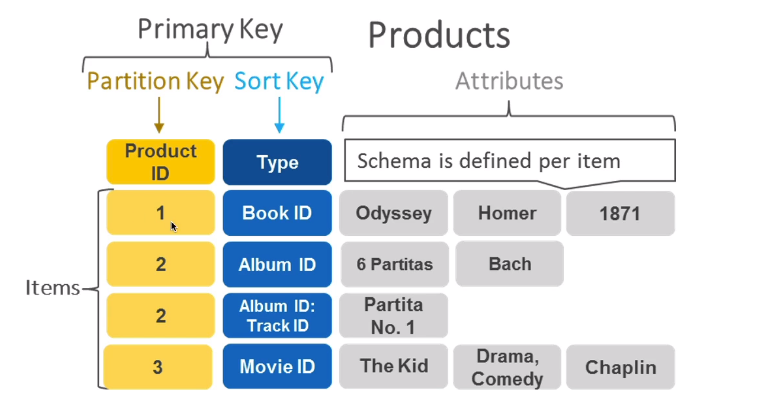 Primary Key
Products
Partition Key Sort Key
Attributes
Product
ID
Type
Schema is defined per item
1
Book ID
Odyssey
Homer
1871
2
Album ID
6 Partitas
Bach
Items
2
Album ID:
Track ID
Partita
No. 1
3
Movie ID
The Kid
Drama,
Comedy
Chaplin